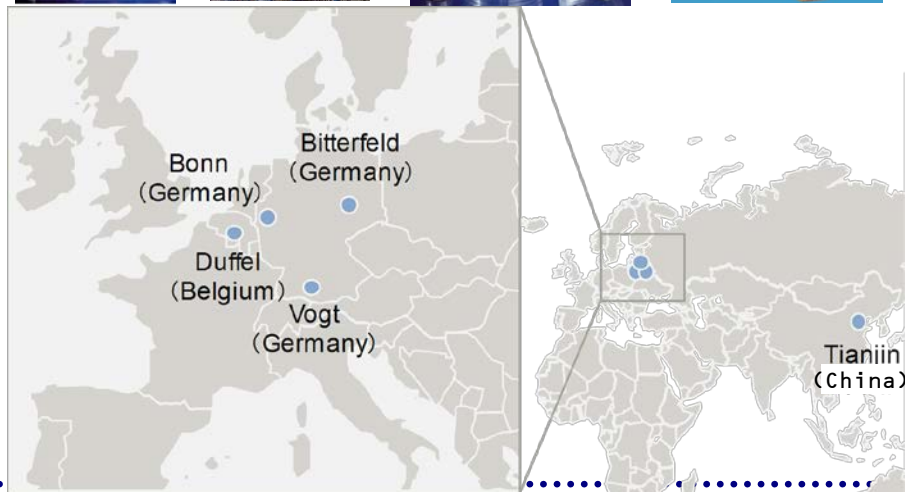 Bitterfeld
(Germany)
Bonn
(Germany)
Duffel
(Belgium)
Vogt
(Germany)
Tianjin
(China)